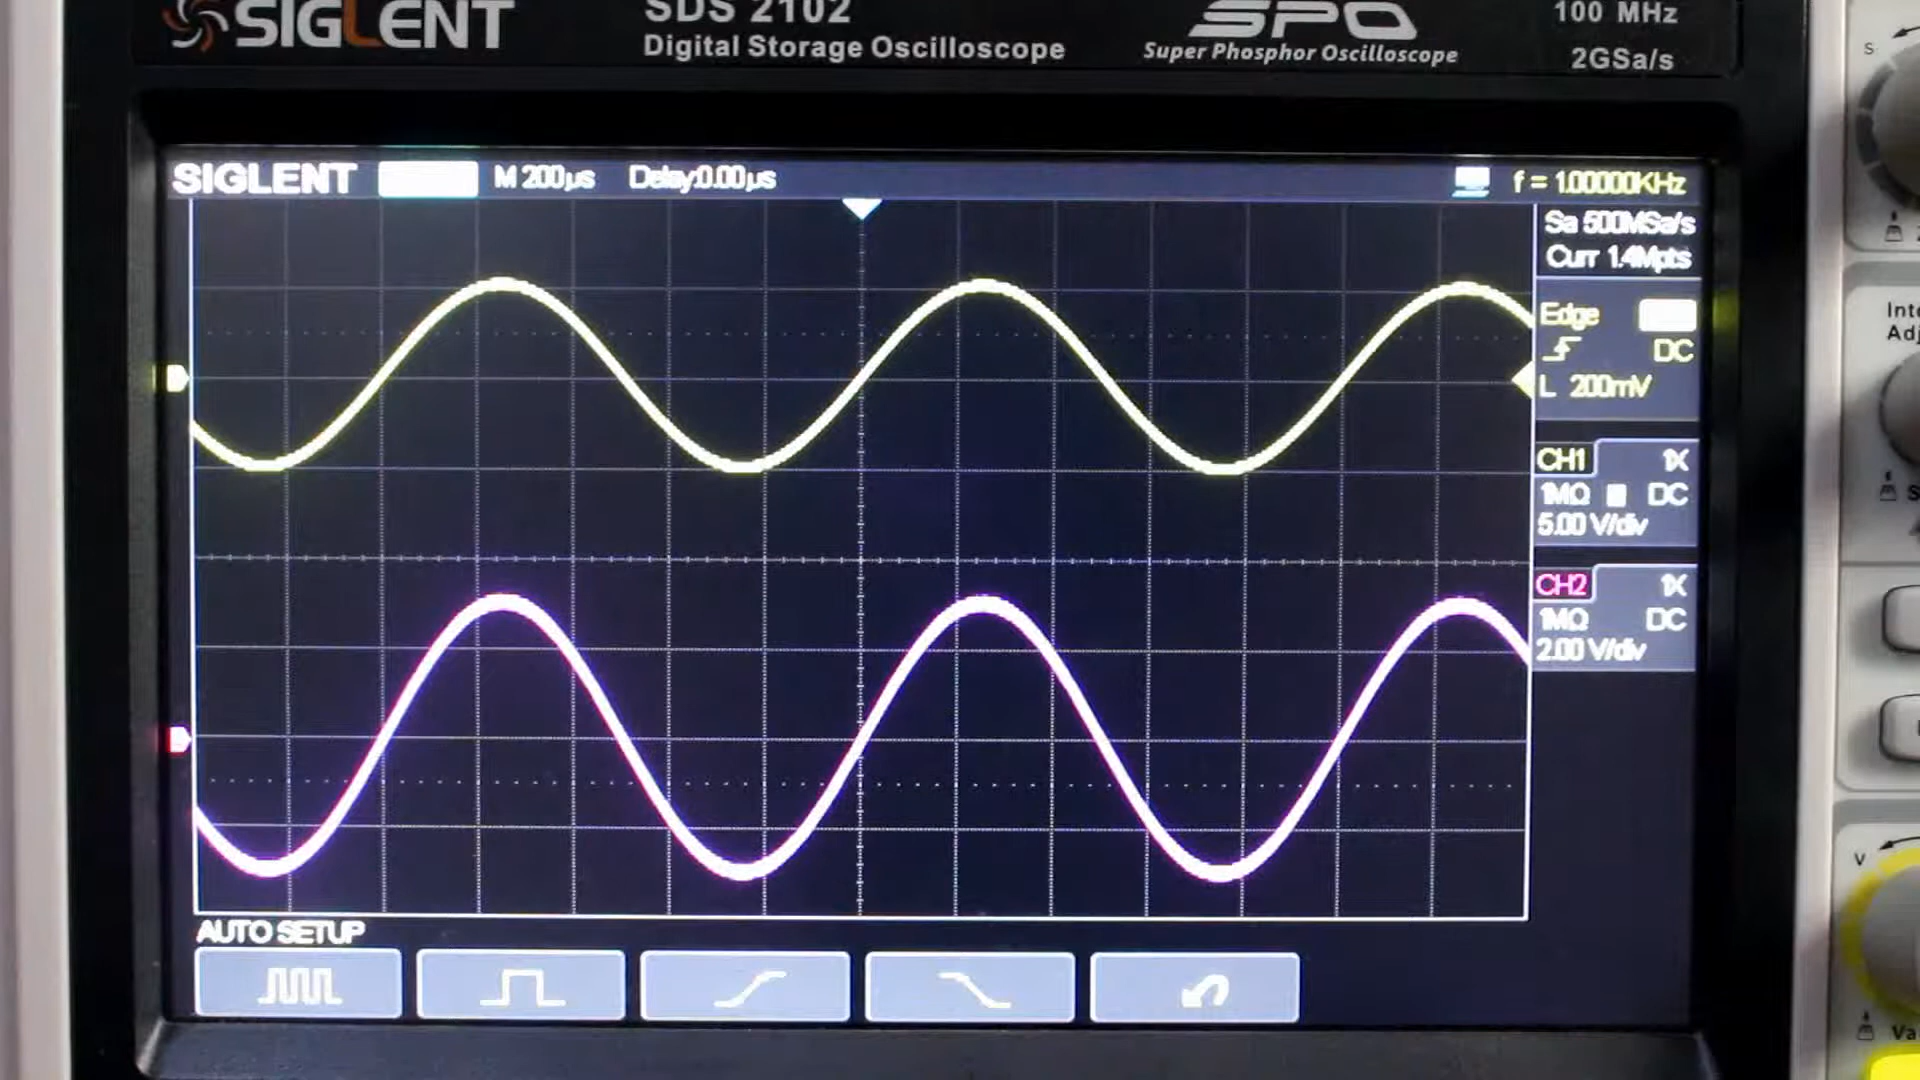 SIGLENT
SDS 2102
Digital Storage Oscilloscope
SPO
Super Phosphor Oscilloscope
100 MHz
2GSa/s
S
SIGLENT M 200µs Delay:0.00µs f = 1.00000KHz
Sa 500MSa/s
Curr 1.4Mpts
Edge
DC
L 200mV
CH1 1X
1MΩ DC
5.00 V/div
CH2 1X
1MΩ DC
2.00 V/div
AUTO SETUP
Adj
V